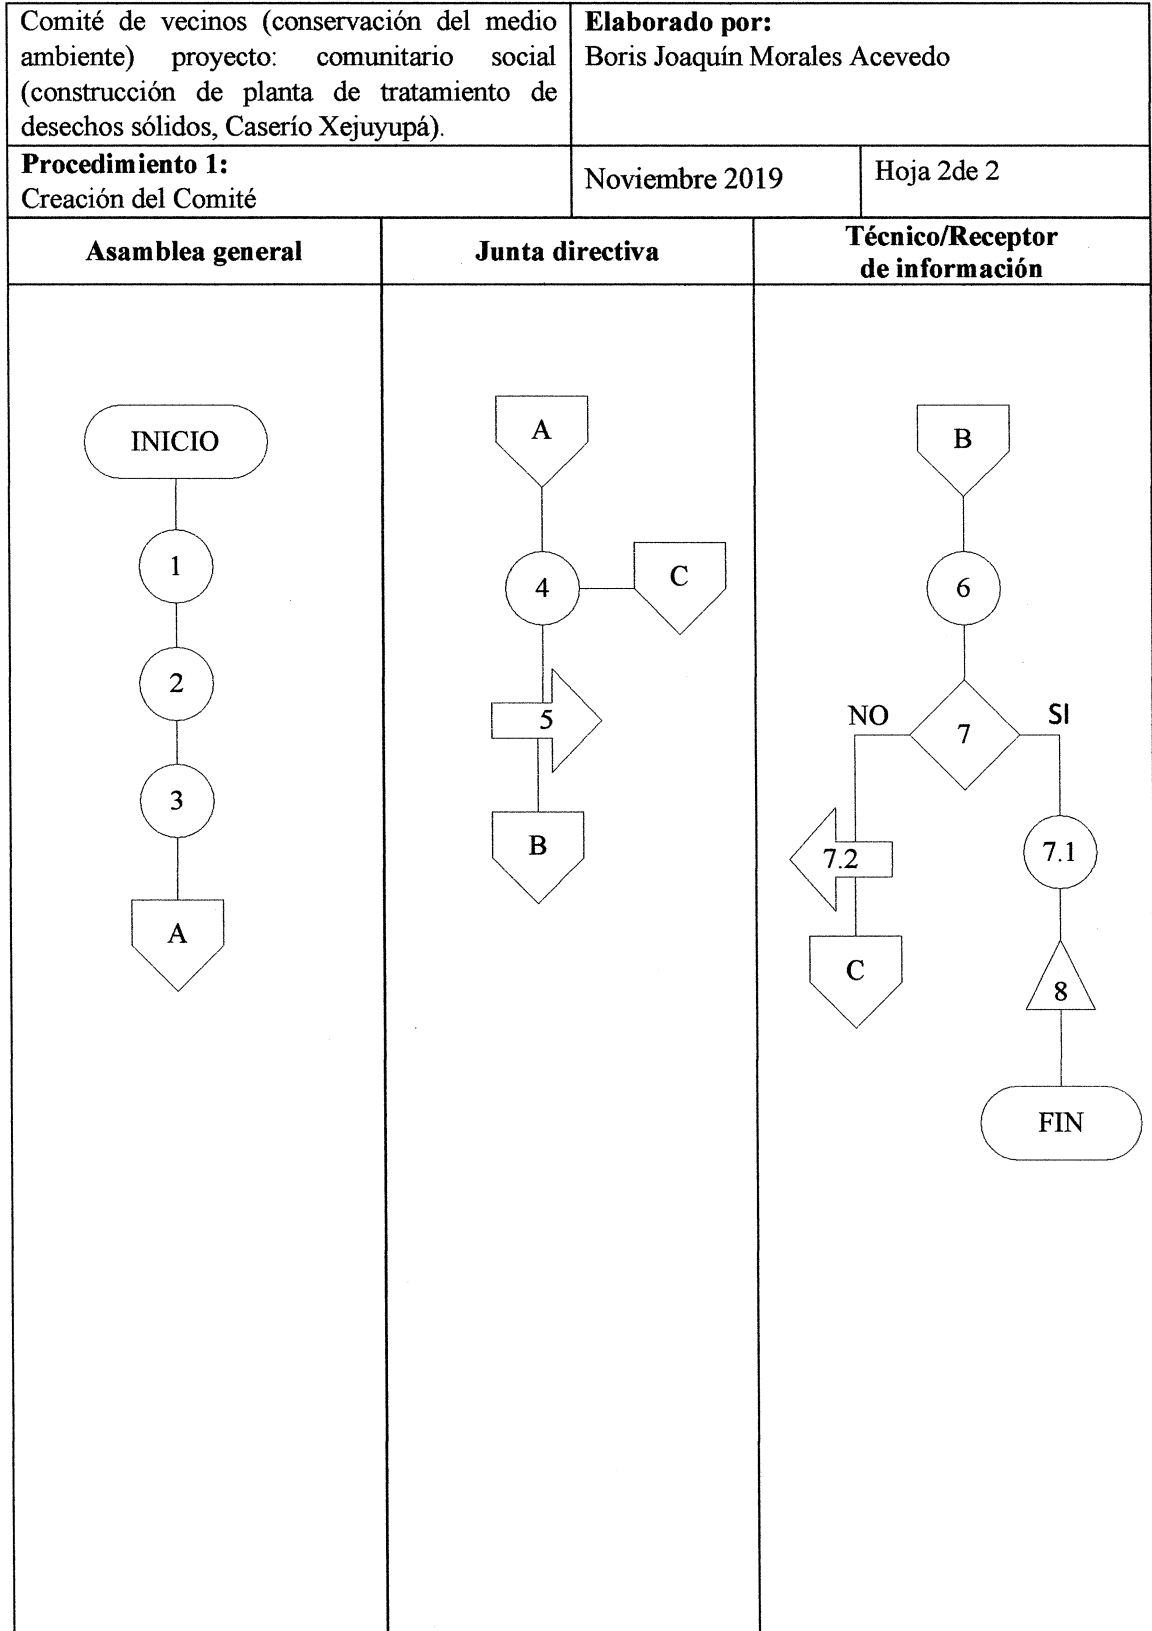 Comité de vecinos (conservación del medio
ambiente) proyecto: comunitario social
(construcción de planta de tratamiento de
desechos sólidos, Caserío Xejuyupá).
Elaborado por:
Boris Joaquín Morales Acevedo
Procedimiento 1:
Creación del Comité
Noviembre 2019
Hoja 2de 2
Asamblea general
Junta directiva
Técnico/Receptor
de información
INICIO
1
2
3
A
A
4
C
5
B
B
6
7
NO
SI
7.2
7.1
C
8
FIN